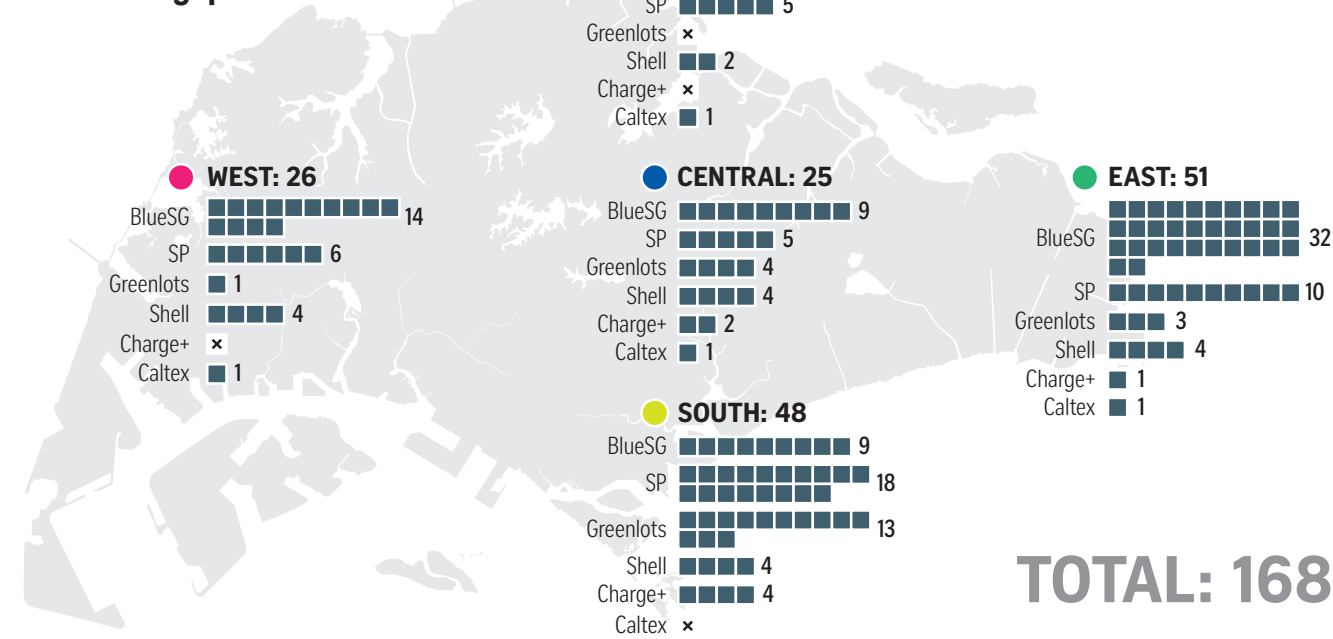 SP 5
Greenlots ×
Shell 2
Charge+ ×
Caltex 1
WEST: 26
BlueSG 14
SP 6
Greenlots 1
Shell 4
Charge+ ×
Caltex 1
CENTRAL: 25
BlueSG 9
SP 5
Greenlots 4
Shell 4
Charge+ 2
Caltex 1
EAST: 51
BlueSG 32
SP 10
Greenlots 3
Shell 4
Charge+ 1
Caltex 1
SOUTH: 48
BlueSG 9
SP 18
Greenlots 13
Shell 4
Charge+ 4
Caltex ×
TOTAL: 168